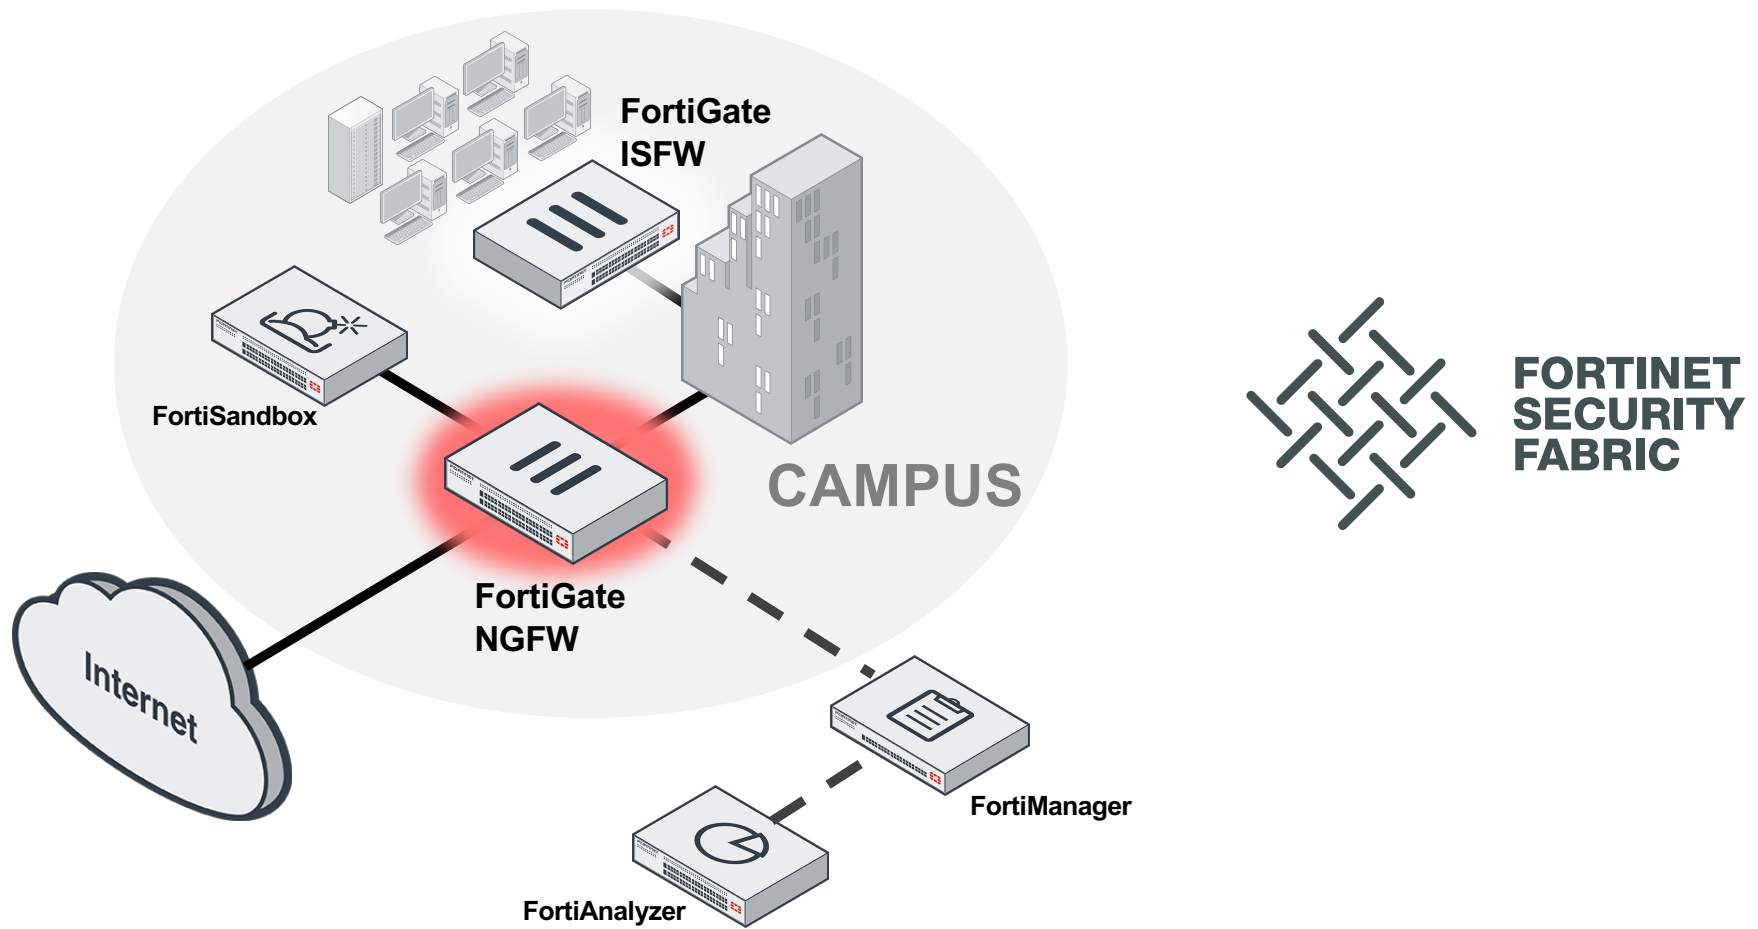 FortiGate
ISFW
FortiSandbox
CAMPUS
FORTINET
SECURITY
FABRIC
FortiGate
NGFW
Internet
FortiManager
FortiAnalyzer